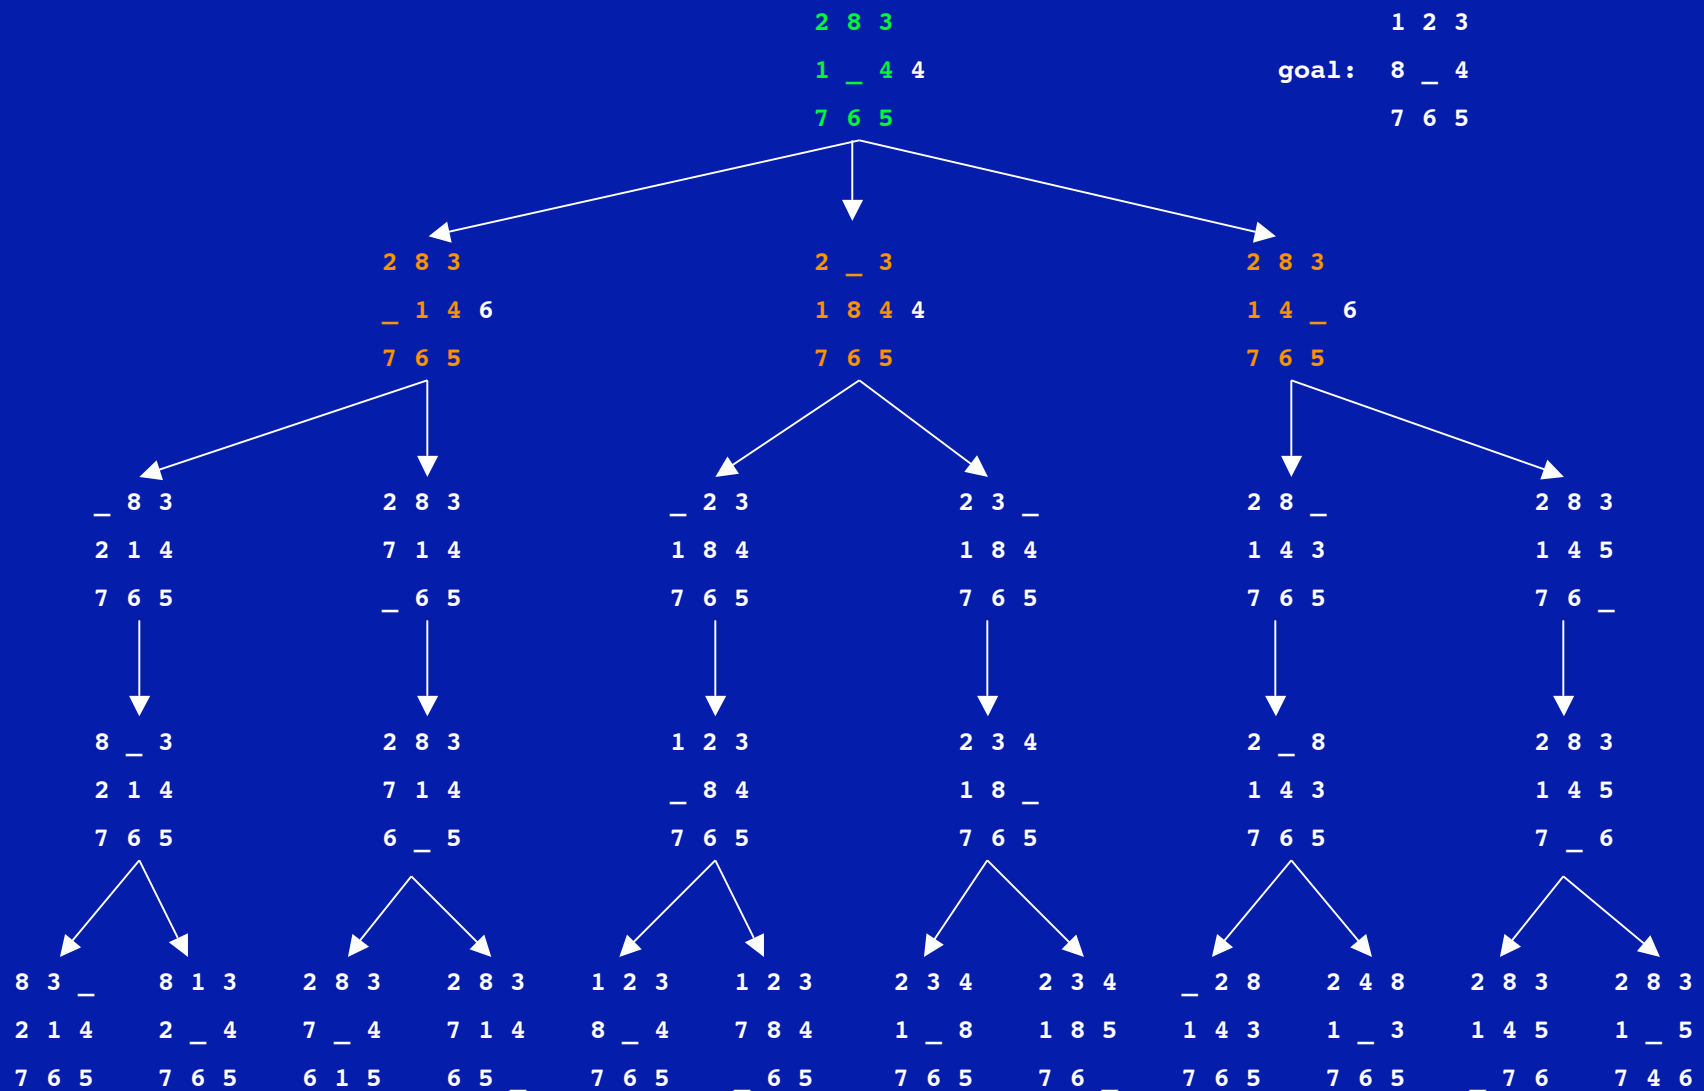 2 8 3
1 _ 4 4
7 6 5
1 2 3
goal: 8 _ 4
7 6 5
2 8 3
_ 1 4 6
7 6 5
2 _ 3
1 8 4 4
7 6 5
2 8 3
1 4 _ 6
7 6 5
_ 8 3
2 1 4
7 6 5
2 8 3
7 1 4
_ 6 5
_ 2 3
1 8 4
7 6 5
2 3 _
1 8 4
7 6 5
2 8 _
1 4 3
7 6 5
2 8 3
1 4 5
7 6 _
8 _ 3
2 1 4
7 6 5
2 8 3
7 1 4
6 _ 5
1 2 3
_ 8 4
7 6 5
2 3 4
1 8 _
7 6 5
2 _ 8
1 4 3
7 6 5
2 8 3
1 4 5
7 _ 6
8 3 _
2 1 4
7 6 5
8 1 3
2 _ 4
7 6 5
2 8 3
7 _ 4
6 1 5
2 8 3
7 1 4
6 5 _
1 2 3
8 _ 4
7 6 5
1 2 3
7 8 4
_ 6 5
2 3 4
1 _ 8
7 6 5
2 3 4
1 8 5
7 6 _
_ 2 8
1 4 3
7 6 5
2 4 8
1 _ 3
7 6 5
2 8 3
1 4 5
_ 7 6
2 8 3
1 _ 5
7 4 6